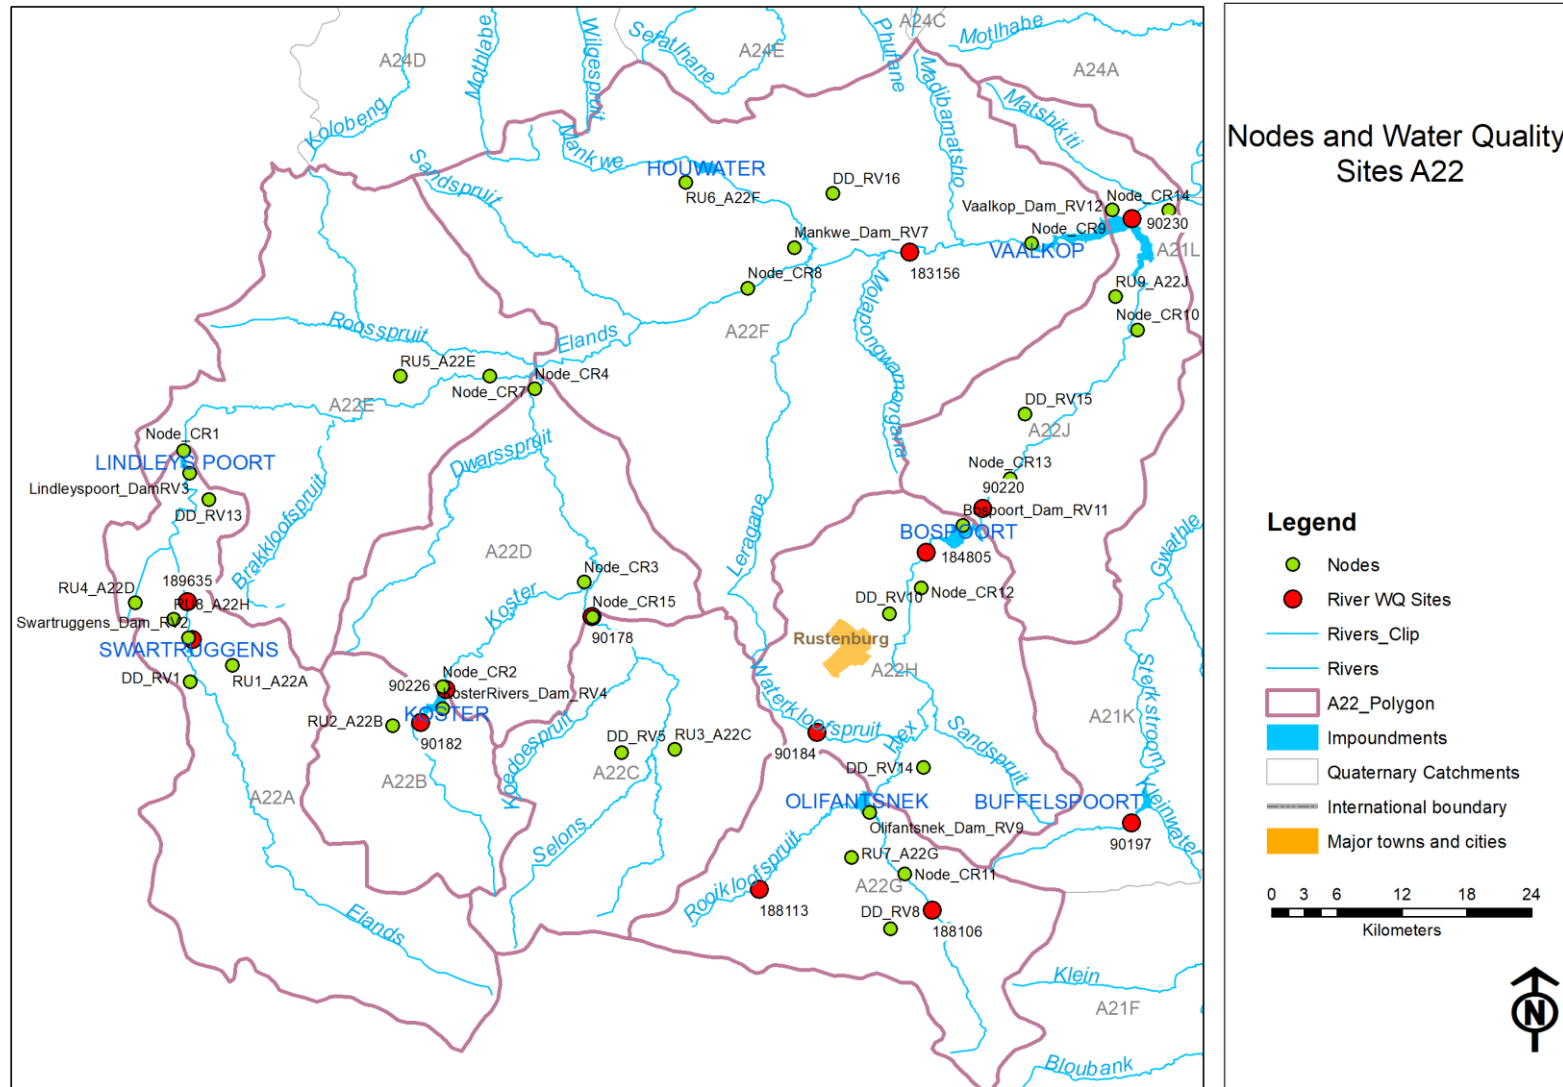 A24C
A24D
Mothlabe
Wilgespruit
Sefatlhane
A24E
Phufane
Motlhabe
A24A
Kolobeng
Madibamatsho
Matshikiti
Mankwe
Sandspruit
HOUWATER
RU6_A22F
DD_RV16
Vaalkop_Dam_RV12
Node_CR14
90230
Mankwe_Dam_RV7
Node_CR9
VAALKOP
A21L
183156
Node_CR8
RU9_A22J
Node_CR10
Molapongwamongana
Roosspruit
Elands
A22F
RU5_A22E
Node_CR4
Node_CR7
A22E
DD_RV15
A22J
Node_CR1
LINDLEYS POORT
Lindleyspoort_DamRV3
DD_RV13
Dwarsspruit
Brakkloofspruit
Node_CR13
90220
Bospoort_Dam_RV11
BOSPOORT
184805
Leragane
A22D
Gwathle
189635
RU4_A22D
RU8_A22H
Swartruggens_Dam_RV2
SWARTRUGGENS
DD_RV1
RU1_A22A
Node_CR3
Koster
Node_CR15
90178
Node_CR12
DD_RV10
Rustenburg
A22H
Node_CR2
90226
KosterRivers_Dam_RV4
KOSTER
RU2_A22B
90182
Waterkloofspruit
Sterkstroom
A21K
Koedoespruit
DD_RV5
RU3_A22C
A22C
90184
Hex
Sandspruit
DD_RV14
A22B
A22A
OLIFANTSNEK
BUFFELSPOORT
Kleinwater
Olifantsnek_Dam_RV9
90197
Selons
RU7_A22G
Node_CR11
A22G
Rooikloofspruit
188113
DD_RV8
188106
Elands
Klein
A21F
Bloubank
Nodes and Water Quality
Sites A22
Legend
Nodes
River WQ Sites
Rivers_Clip
Rivers
A22_Polygon
Impoundments
Quaternary Catchments
International boundary
Major towns and cities
0 3 6 12 18 24
Kilometers
N